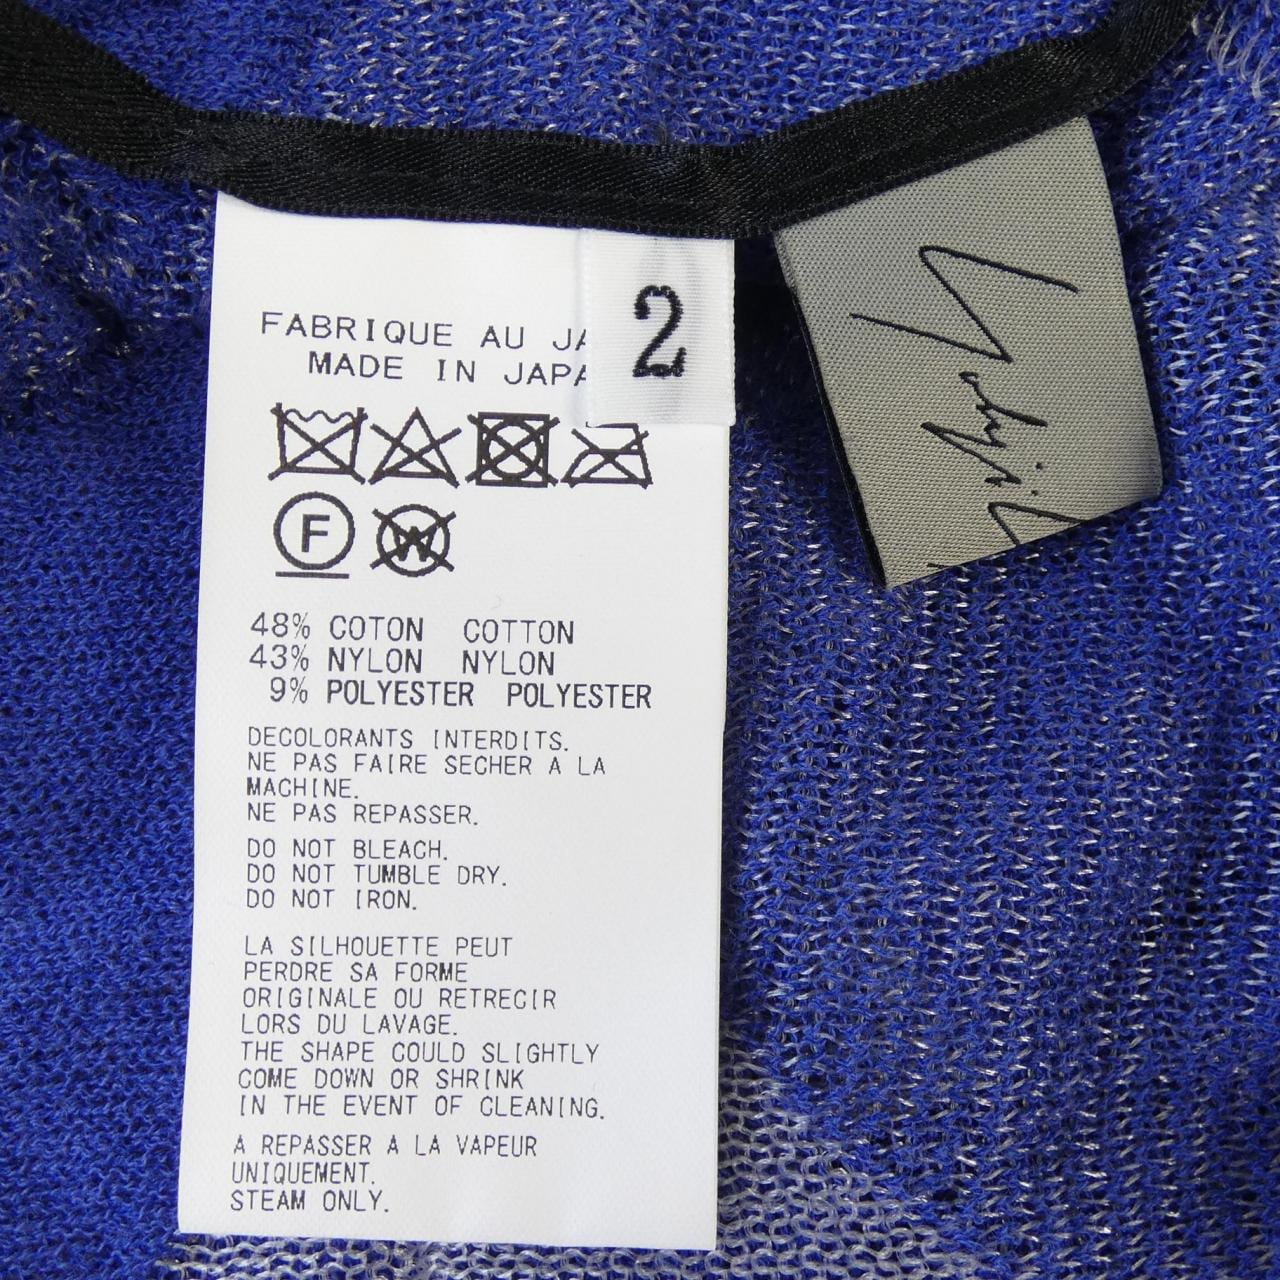 FABRIQUE AU
MADE IN
2
F
W
48% COTON COTTON
43% NYLON NYLON
9% POLYESTER POLYESTER
DECOLORANTS INTERDITS.
NE PAS FAIRE SECHER A LA
MACHINE.
NE PAS REPASSER.
DO NOT BLEACH.
DO NOT TUMBLE DRY.
DO NOT IRON.
LA SILHOUETTE PEUT
PERDRE SA FORME
ORIGINALE OU RETRECIR
LORS DU LAVAGE.
THE SHAPE COULD SLIGHTLY
COME DOWN OR SHRINK
IN THE EVENT OF CLEANING.
A REPASSER A LA VAPEUR
UNIQUEMENT.
STEAM ONLY.